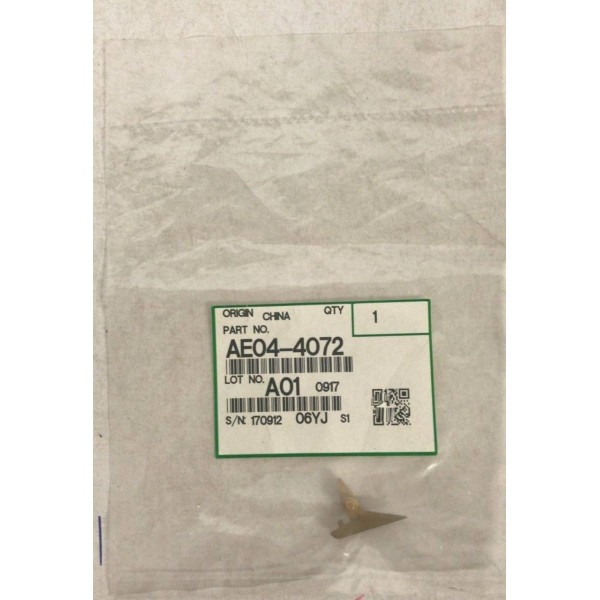 ORIGIN CHINA QTY 1
PART NO.
AE04-4072
LOT NO. A01 0917
S/N: 170912 06YJ S1